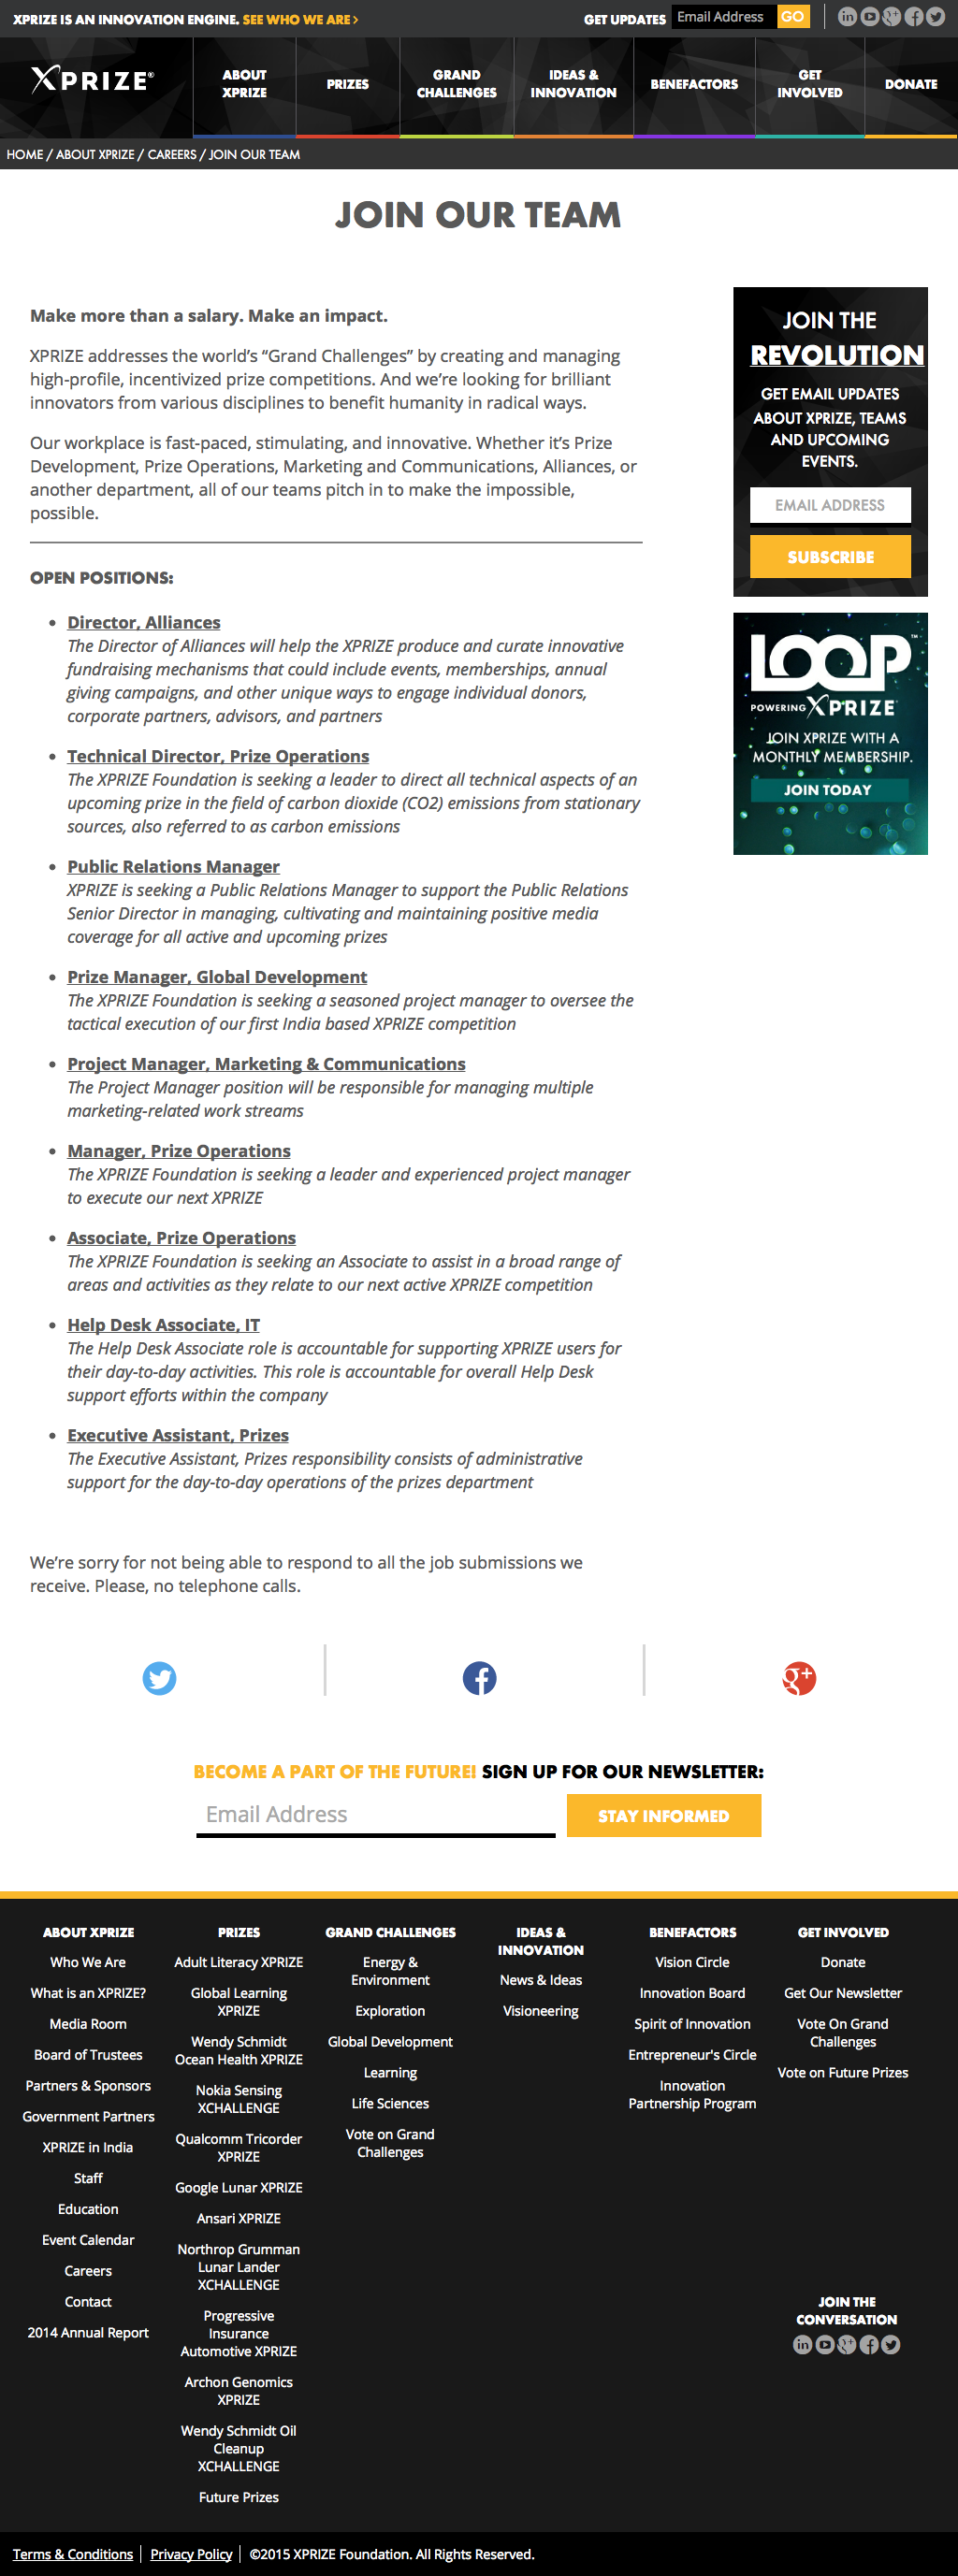 XPRIZE IS AN INNOVATION ENGINE. SEE WHO WE ARE >
GET UPDATES
Email Address
GO
XPRIZE®
ABOUT
XPRIZE
PRIZES
GRAND
CHALLENGES
IDEAS &
INNOVATION
BENEFACTORS
GET
INVOLVED
DONATE
HOME / ABOUT XPRIZE / CAREERS / JOIN OUR TEAM
JOIN OUR TEAM
Make more than a salary. Make an impact.
XPRIZE addresses the world’s “Grand Challenges” by creating and managing
high-profile, incentivized prize competitions. And we’re looking for brilliant
innovators from various disciplines to benefit humanity in radical ways.
Our workplace is fast-paced, stimulating, and innovative. Whether it’s Prize
Development, Prize Operations, Marketing and Communications, Alliances, or
another department, all of our teams pitch in to make the impossible,
possible.
OPEN POSITIONS:
• Director, Alliances
The Director of Alliances will help the XPRIZE produce and curate innovative
fundraising mechanisms that could include events, memberships, annual
giving campaigns, and other unique ways to engage individual donors,
corporate partners, advisors, and partners
• Technical Director, Prize Operations
The XPRIZE Foundation is seeking a leader to direct all technical aspects of an
upcoming prize in the field of carbon dioxide (CO2) emissions from stationary
sources, also referred to as carbon emissions
• Public Relations Manager
XPRIZE is seeking a Public Relations Manager to support the Public Relations
Senior Director in managing, cultivating and maintaining positive media
coverage for all active and upcoming prizes
• Prize Manager, Global Development
The XPRIZE Foundation is seeking a seasoned project manager to oversee the
tactical execution of our first India based XPRIZE competition
• Project Manager, Marketing & Communications
The Project Manager position will be responsible for managing multiple
marketing-related work streams
• Manager, Prize Operations
The XPRIZE Foundation is seeking a leader and experienced project manager
to execute our next XPRIZE
• Associate, Prize Operations
The XPRIZE Foundation is seeking an Associate to assist in a broad range of
areas and activities as they relate to our next active XPRIZE competition
• Help Desk Associate, IT
The Help Desk Associate role is accountable for supporting XPRIZE users for
their day-to-day activities. This role is accountable for overall Help Desk
support efforts within the company
• Executive Assistant, Prizes
The Executive Assistant, Prizes responsibility consists of administrative
support for the day-to-day operations of the prizes department
We’re sorry for not being able to respond to all the job submissions we
receive. Please, no telephone calls.
JOIN THE
REVOLUTION
GET EMAIL UPDATES
ABOUT XPRIZE, TEAMS
AND UPCOMING
EVENTS.
EMAIL ADDRESS
SUBSCRIBE
LOOP™
POWERING XPRIZE
JOIN XPRIZE WITH A
MONTHLY MEMBERSHIP.
JOIN TODAY
BECOME A PART OF THE FUTURE! SIGN UP FOR OUR NEWSLETTER:
Email Address
STAY INFORMED
ABOUT XPRIZE
Who We Are
What is an XPRIZE?
Media Room
Board of Trustees
Partners & Sponsors
Government Partners
XPRIZE in India
Staff
Education
Event Calendar
Careers
Contact
2014 Annual Report
PRIZES
Adult Literacy XPRIZE
Global Learning
XPRIZE
Wendy Schmidt
Ocean Health XPRIZE
Nokia Sensing
XCHALLENGE
Qualcomm Tricorder
XPRIZE
Google Lunar XPRIZE
Ansari XPRIZE
Northrop Grumman
Lunar Lander
XCHALLENGE
Progressive
Insurance
Automotive XPRIZE
Archon Genomics
XPRIZE
Wendy Schmidt Oil
Cleanup
XCHALLENGE
Future Prizes
GRAND CHALLENGES
Energy &
Environment
Exploration
Global Development
Learning
Life Sciences
Vote on Grand
Challenges
IDEAS &
INNOVATION
News & Ideas
Visioneering
BENEFACTORS
Vision Circle
Innovation Board
Spirit of Innovation
Entrepreneur's Circle
Innovation
Partnership Program
GET INVOLVED
Donate
Get Our Newsletter
Vote On Grand
Challenges
Vote on Future Prizes
JOIN THE
CONVERSATION
Terms & Conditions | Privacy Policy | ©2015 XPRIZE Foundation. All Rights Reserved.